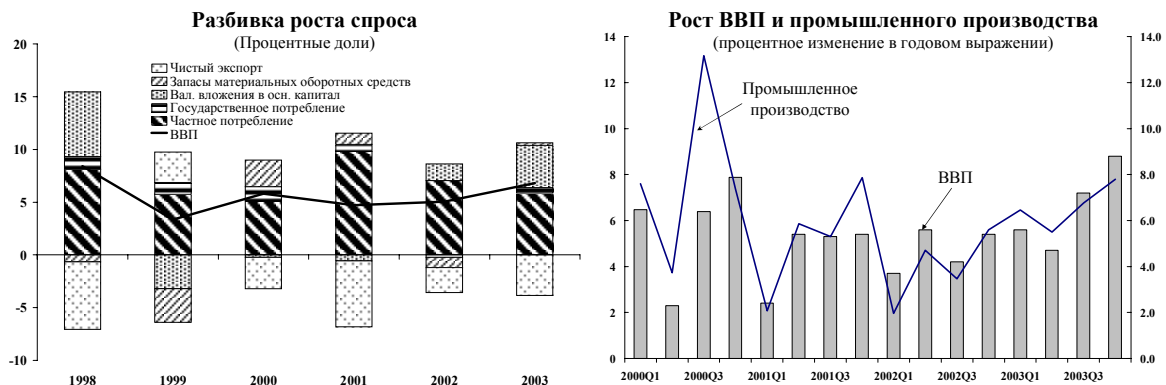 Разбивка роста спроса
(Процентные доли)
20
15
10
5
0
-5
-10
Чистый экспорт
Запасы материальных оборотных средств
Вал. вложения в осн. капитал
Государственное потребление
Частное потребление
ВВП
1998
1999
2000
2001
2002
2003
Рост ВВП и промышленного производства
(процентное изменение в годовом выражении)
14
12
10
8
6
4
2
0
Промышленное
производство
ВВП
14.0
12.0
10.0
8.0
6.0
4.0
2.0
0.0
2000Q1
2000Q3
2001Q1
2001Q3
2002Q1
2002Q3
2003Q1
2003Q3